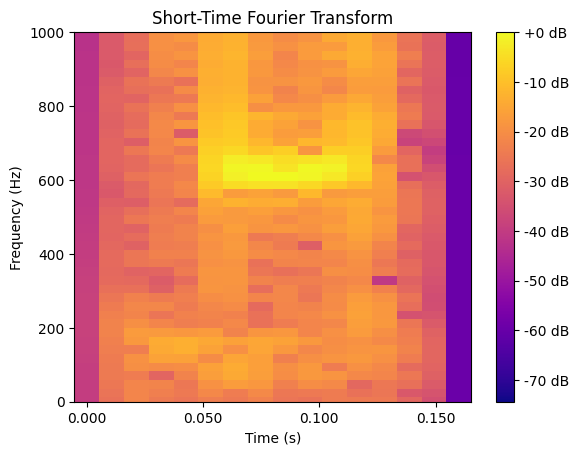 Short-Time Fourier Transform
1000
800
600
400
200
0
Frequency (Hz)
0.000
0.050
0.100
0.150
Time (s)
+0 dB
-10 dB
-20 dB
-30 dB
-40 dB
-50 dB
-60 dB
-70 dB